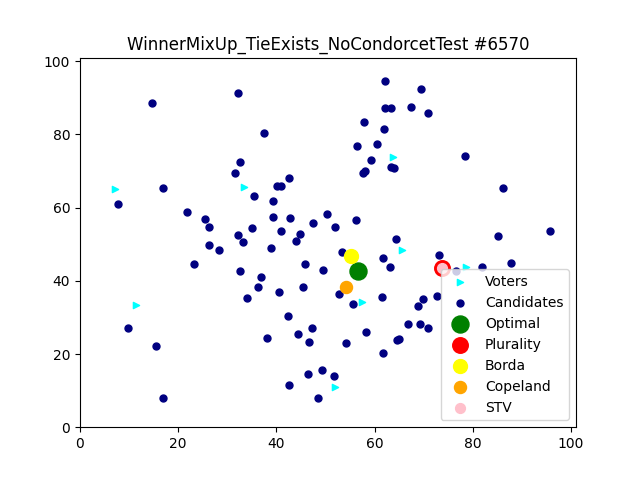 WinnerMixUp_TieExists_NoCondorcetTest #6570
100
80
60
40
20
0
0
20
40
60
80
100
Voters
Candidates
Optimal
Plurality
Borda
Copeland
STV